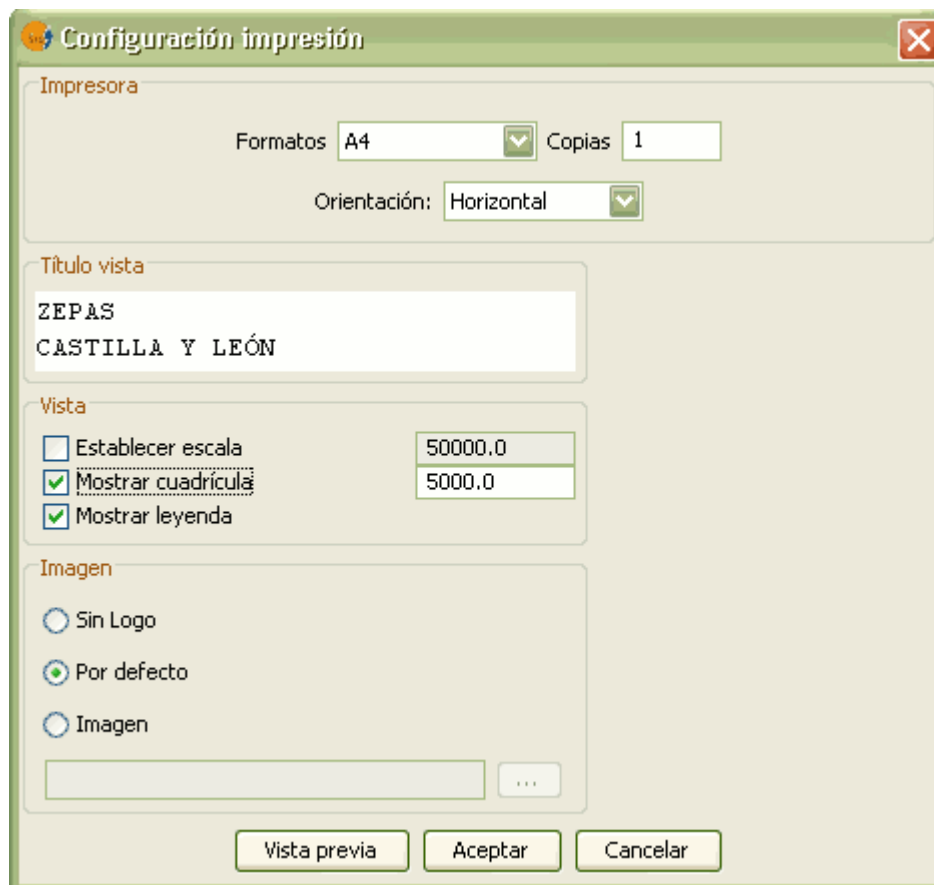 Configuración impresión
Impresora
Formatos A4 Copias 1
Orientación: Horizontal
Título vista
ZEPAS
CASTILLA Y LEÓN
Vista
Establecer escala 50000.0
Mostrar cuadrícula 5000.0
Mostrar leyenda
Imagen
Sin Logo
Por defecto
Imagen
...
Vista previa Aceptar Cancelar